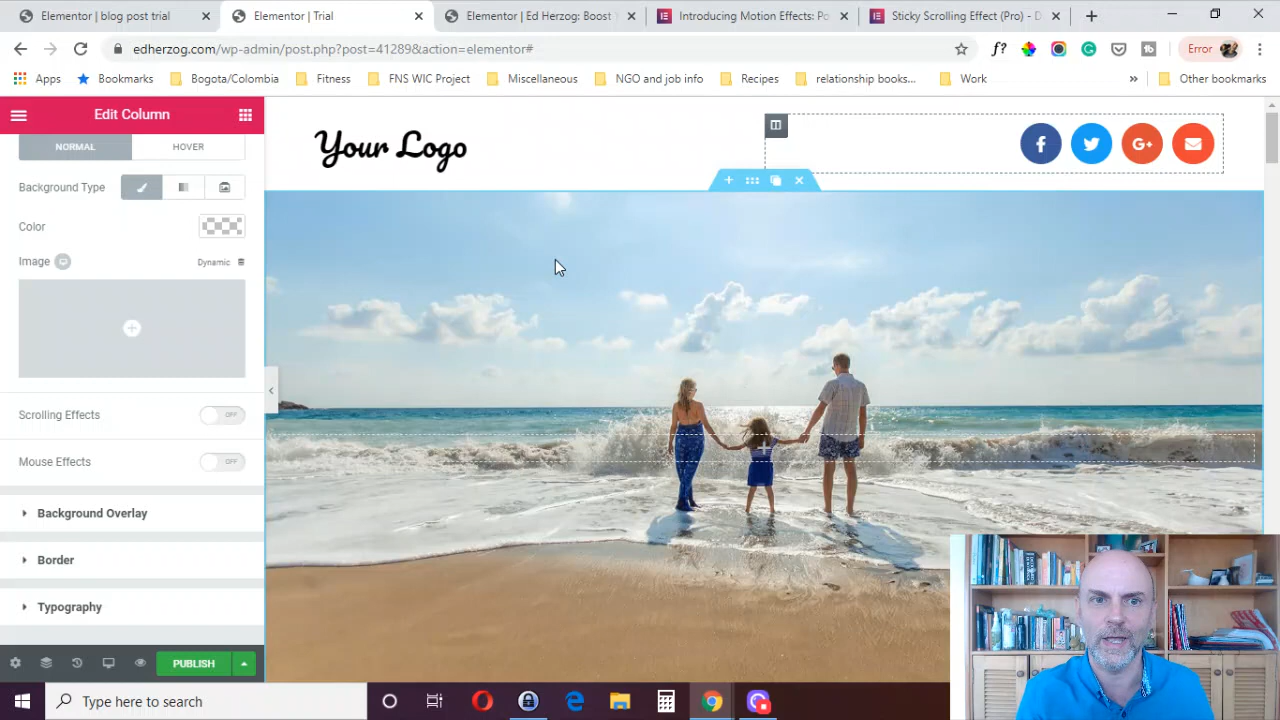 Elementor | blog post trial
Elementor | Trial
Elementor | Ed Herzog: Boost
Introducing Motion Effects: Po
Sticky Scrolling Effect (Pro) - D
edherzog.com/wp-admin/post.php?post=41289&action=elementor#
f?
Error
Apps
Bookmarks
Bogota/Colombia
Fitness
FNS WIC Project
Miscellaneous
NGO and job info
Recipes
relationship books...
Work
»
Other bookmarks
Edit Column
NORMAL
HOVER
Background Type
Color
Image
Dynamic
Scrolling Effects
OFF
Mouse Effects
OFF
Background Overlay
Border
Typography
PUBLISH
Your Logo
G+
Type here to search